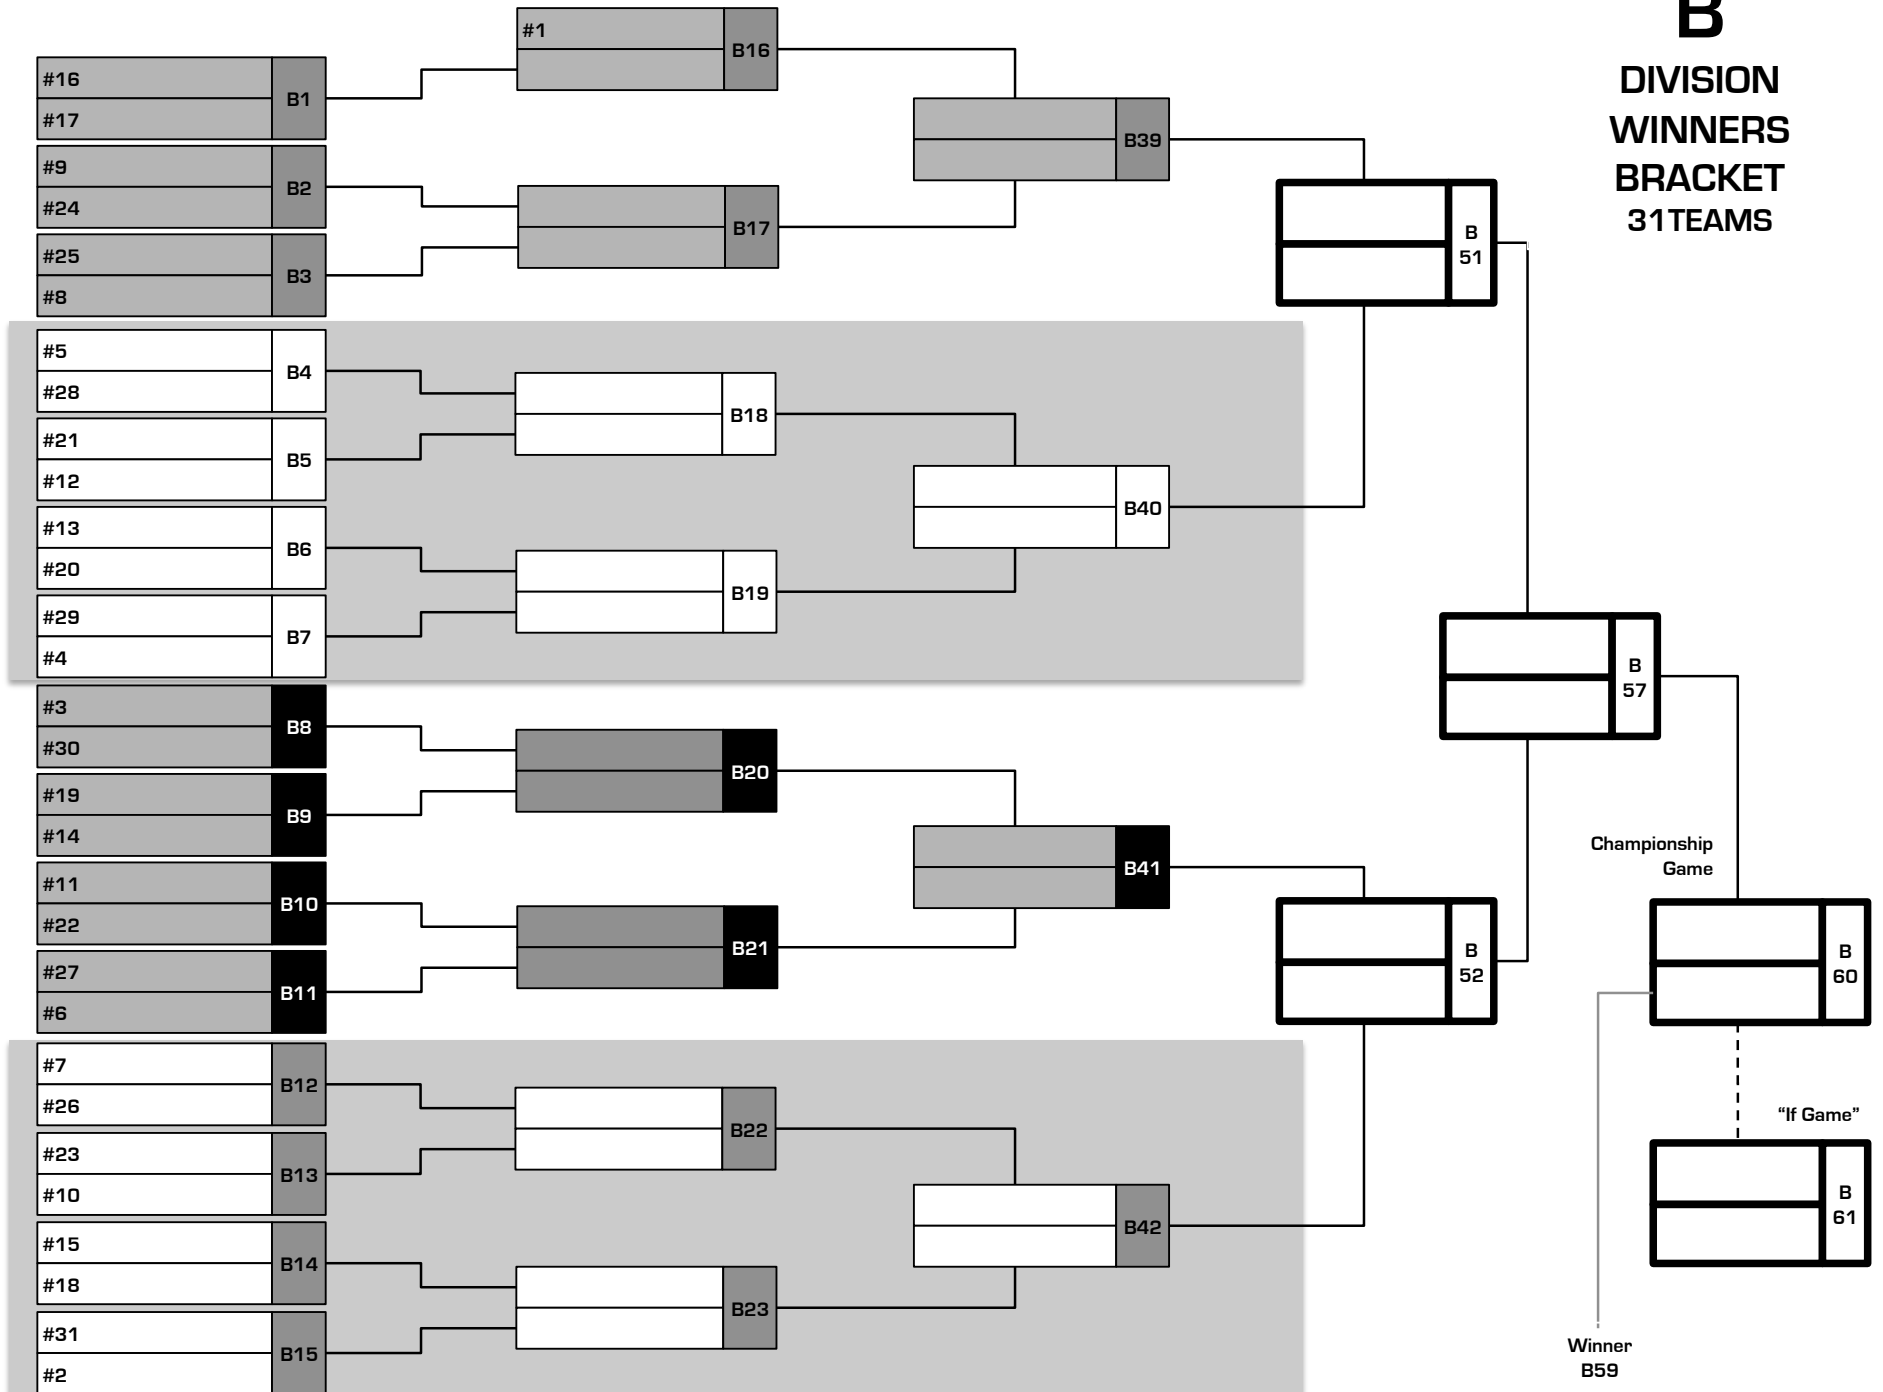 B
DIVISION
WINNERS
BRACKET
31TEAMS
#16
#17
B1
#9
#24
B2
#25
#8
B3
#5
#28
B4
#21
#12
B5
#13
#20
B6
#29
#4
B7
#3
#30
B8
#19
#14
B9
#11
#22
B10
#27
#6
B11
#7
#26
B12
#23
#10
B13
#15
#18
B14
#31
#2
B15
#1
B16
B17
B18
B19
B20
B21
B22
B23
B39
B40
B41
B42
B
51
B
52
B
57
Championship
Game
B
60
“If Game”
B
61
Winner
B59